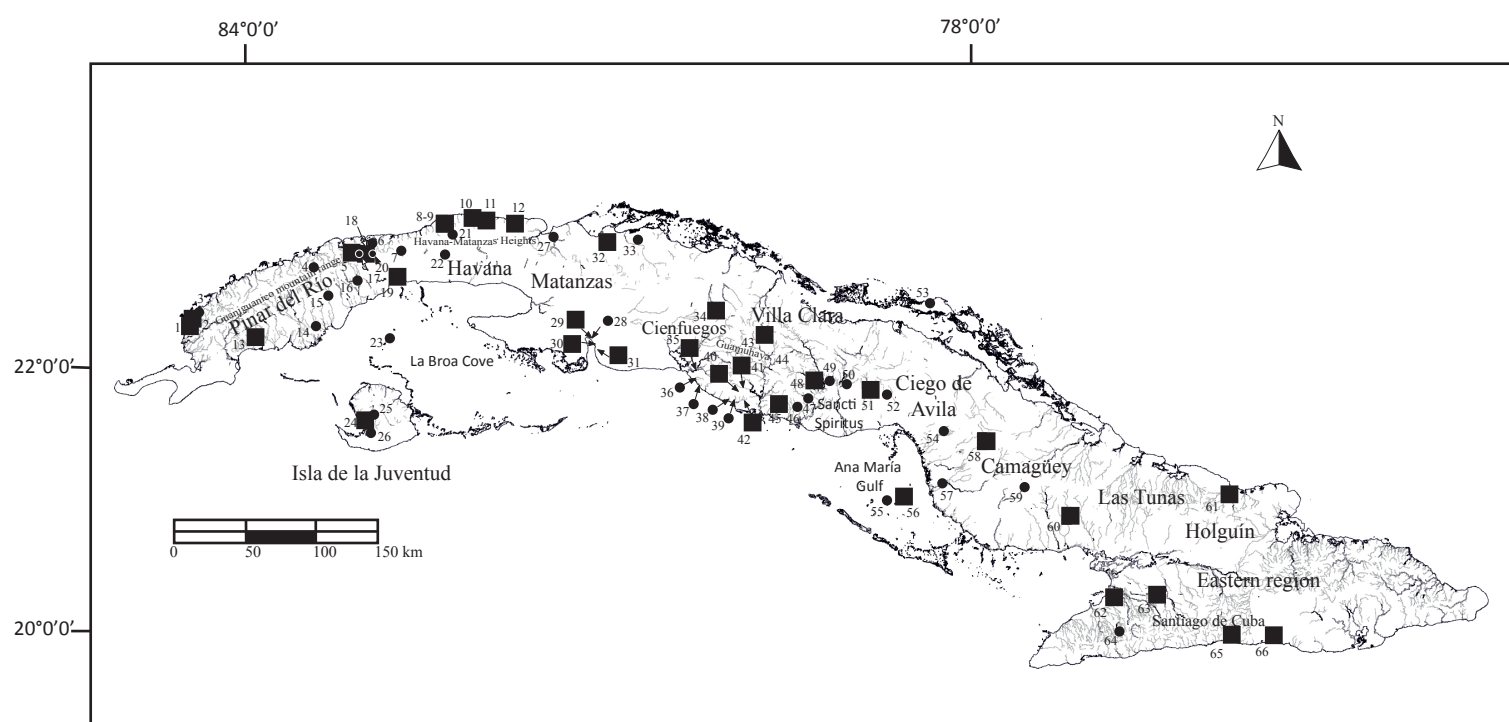 84°0'0'
78°0'0'
N
10 11
8-9 12
18
6 21
Havana-Matanzas Heights
27
33
32
4 5 7 22
20
Havana
17
16
19
Matanzas
Guaniguanico mountain range
Pinar del Río
15
14
1 2
13
53
34
Villa Clara
29 28
Cienfuegos
43
35
30
Guamuhaya
23
La Broa Cove
31
40
41
44
49 50
48
22°0'0'
Ciego de
Avila
36
51 52
37
38
39
45 46 47
Sancti
Spiritus
42
24 25
26
54
58
Isla de la Juventud
Ana María
Gulf
Camagüey
57
59
55 56
Las Tunas
61
60
Holguín
0 50 100 150 km
Eastern region
62 63
Santiago de Cuba
20°0'0'
64
65 66